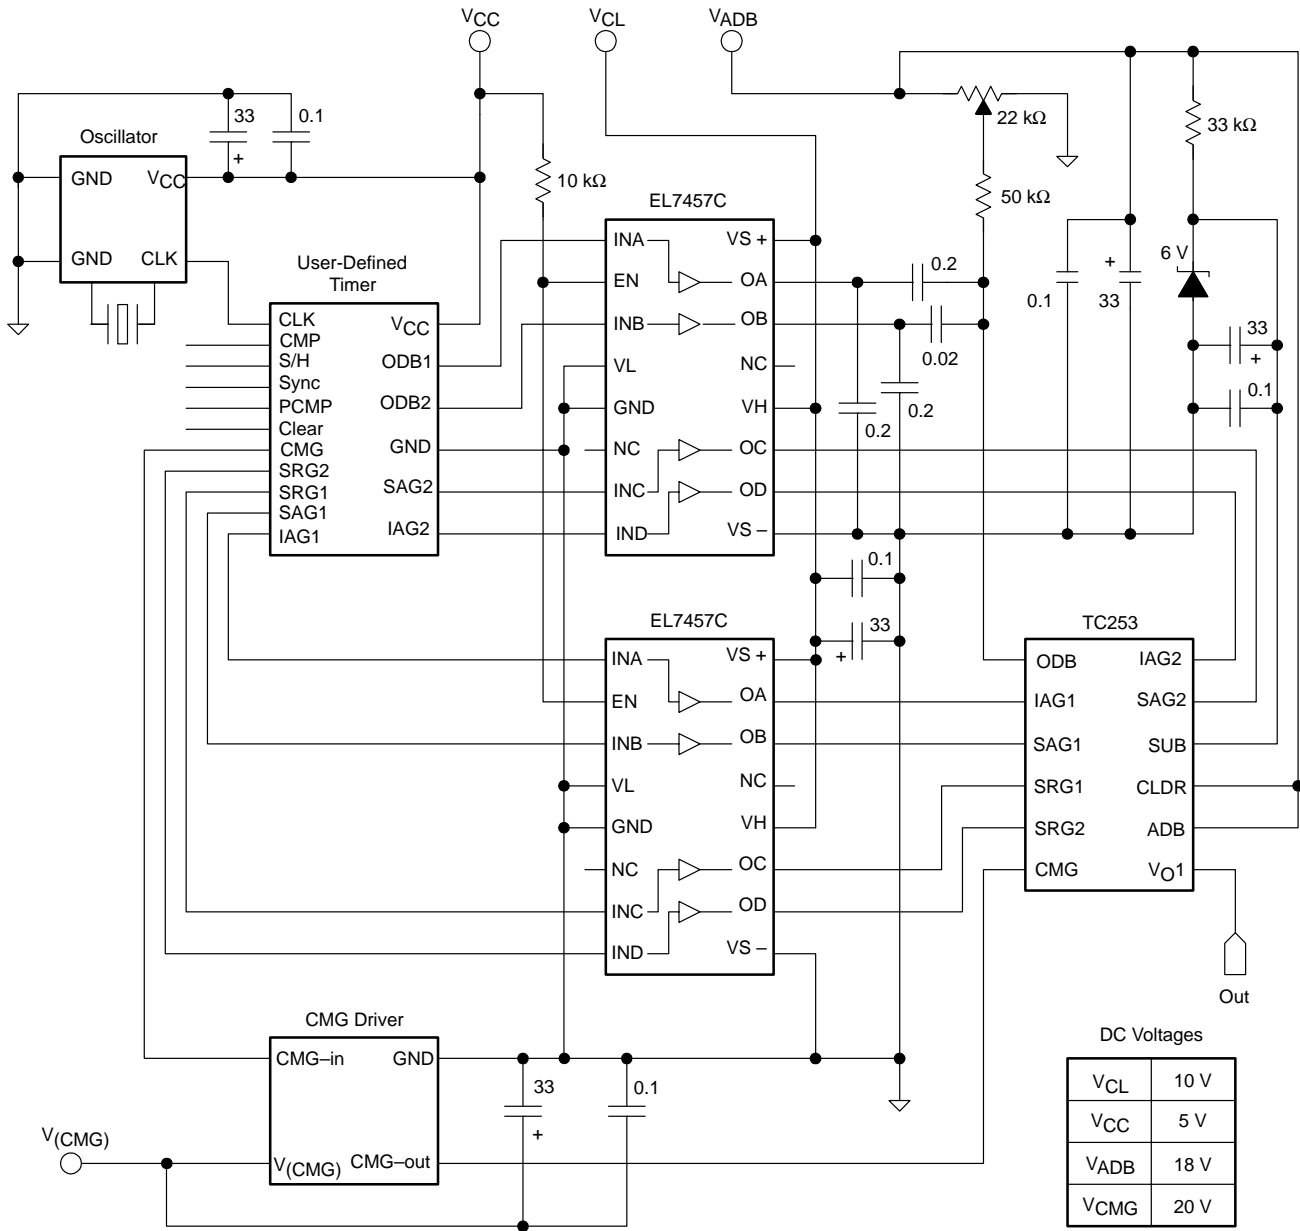 VCC
VCL
VADB
33
0.1
+
Oscillator
GND
VCC
GND
CLK
10 kΩ
22 kΩ
50 kΩ
33 kΩ
User-Defined
Timer
CLK
CMP
S/H
Sync
PCMP
Clear
CMG
SRG2
SRG1
SAG1
IAG1
VCC
ODB1
ODB2
GND
SAG2
IAG2
EL7457C
INA
EN
INB
VL
GND
NC
INC
IND
VS +
OA
OB
NC
VH
OC
OD
VS –
0.2
0.02
0.2
0.2
0.1
+
33
6 V
33
+
0.1
0.1
33
+
EL7457C
INA
EN
INB
VL
GND
NC
INC
IND
VS +
OA
OB
NC
VH
OC
OD
VS –
TC253
ODB
IAG1
SAG1
SRG1
SRG2
CMG
IAG2
SAG2
SUB
CLDR
ADB
VO1
Out
CMG Driver
CMG–in
GND
V(CMG)
CMG–out
33
+
0.1
V(CMG)
DC Voltages
VCL 10 V
VCC 5 V
VADB 18 V
VCMG 20 V